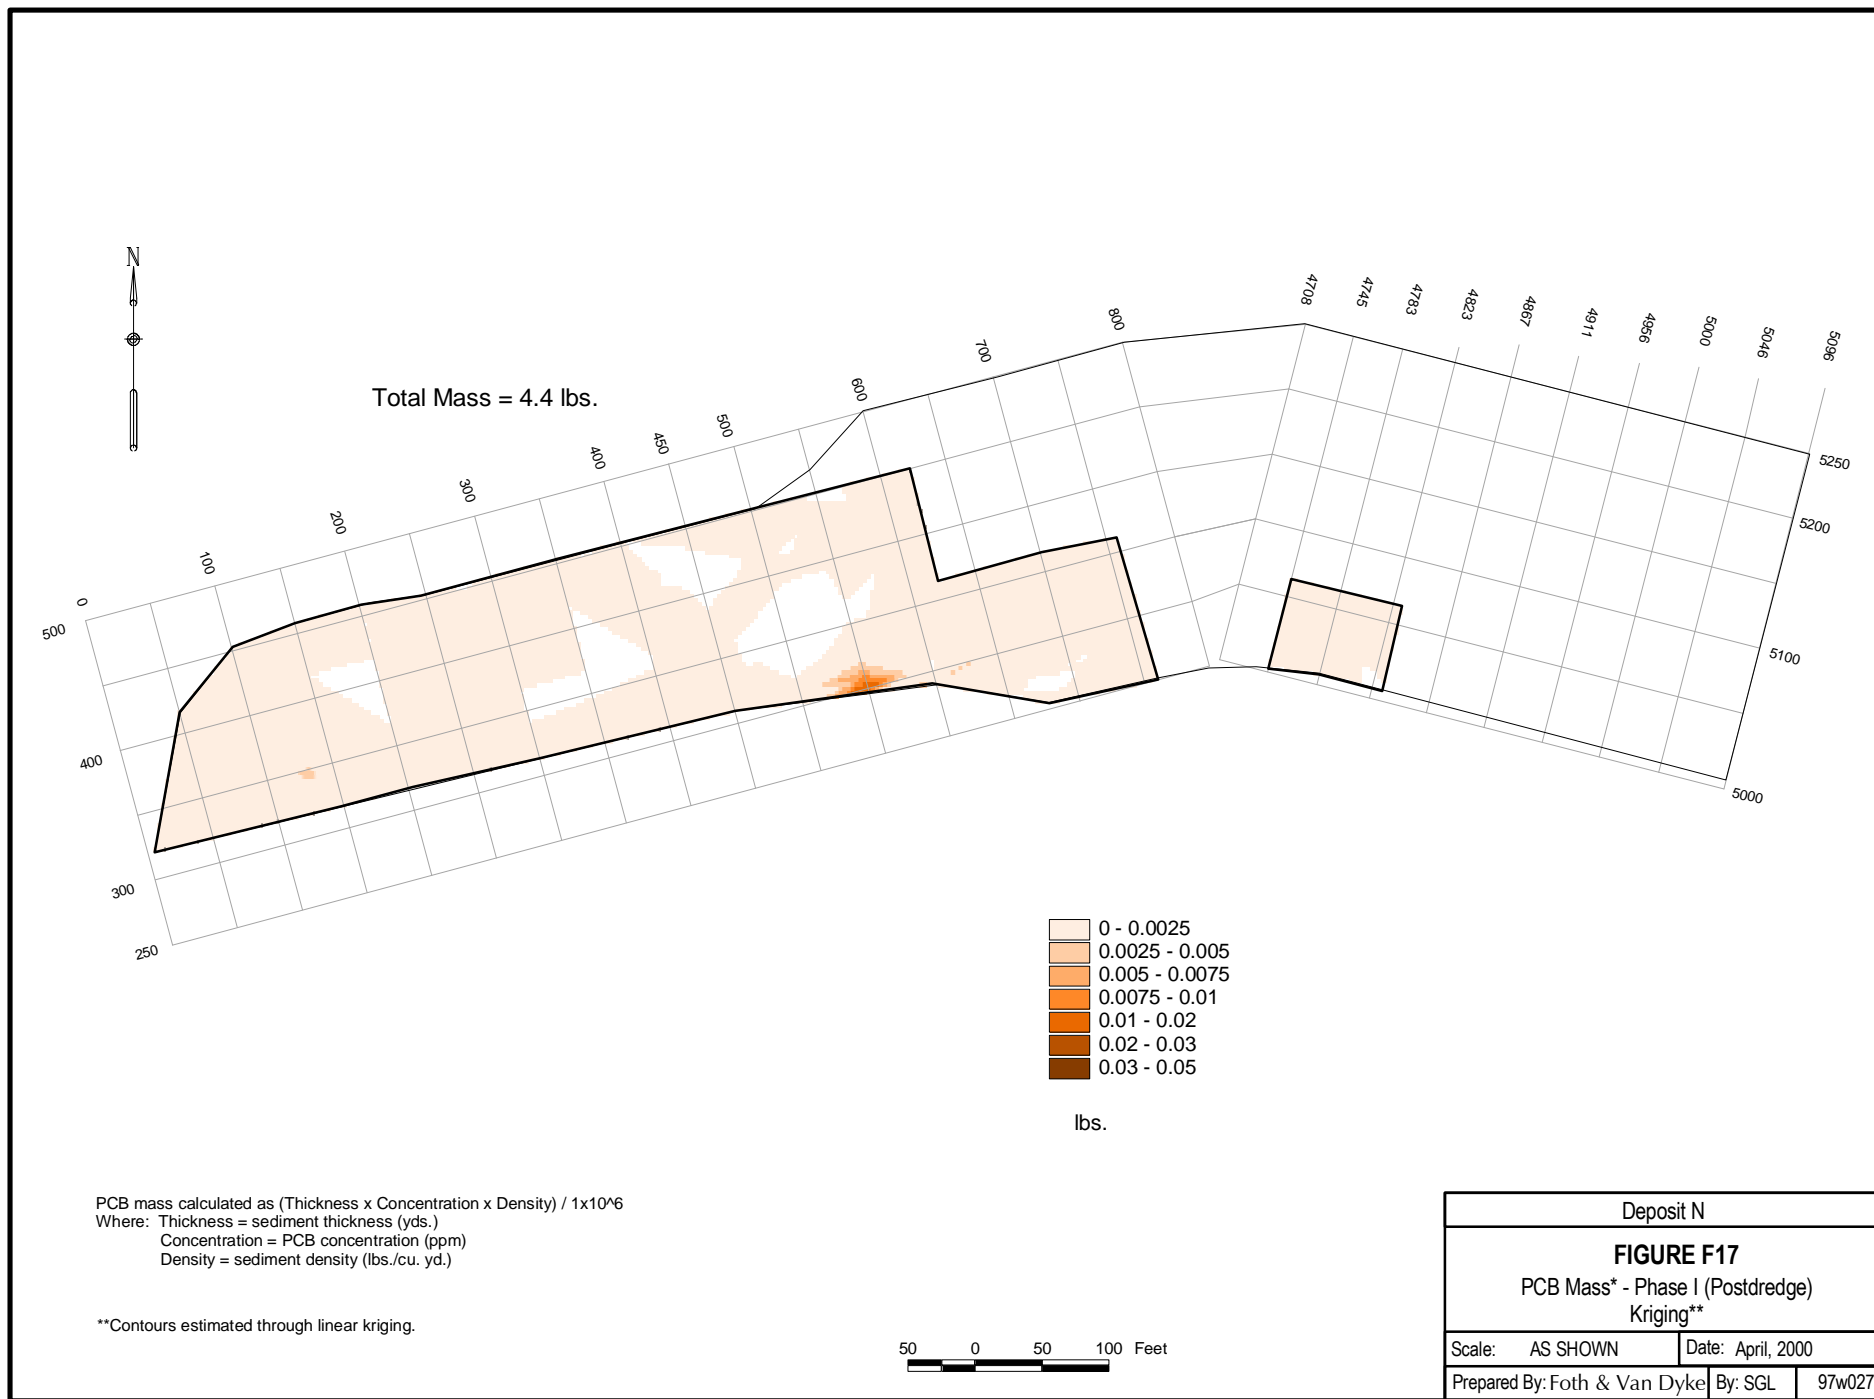 N
Total Mass = 4.4 lbs.
0
100
200
300
400
450
500
600
700
800
4708
4745
4783
4823
4867
4911
4956
5000
5046
5096
500
400
300
250
5250
5200
5100
5000
0 - 0.0025
0.0025 - 0.005
0.005 - 0.0075
0.0075 - 0.01
0.01 - 0.02
0.02 - 0.03
0.03 - 0.05
lbs.
PCB mass calculated as (Thickness x Concentration x Density) / 1x10^6
Where: Thickness = sediment thickness (yds.)
Concentration = PCB concentration (ppm)
Density = sediment density (lbs./cu. yd.)
**Contours estimated through linear kriging.
50 0 50 100 Feet
Deposit N
FIGURE F17
PCB Mass* - Phase I (Postdredge)
Kriging**
Scale: AS SHOWN Date: April, 2000
Prepared By: Foth & Van Dyke By: SGL 97w027